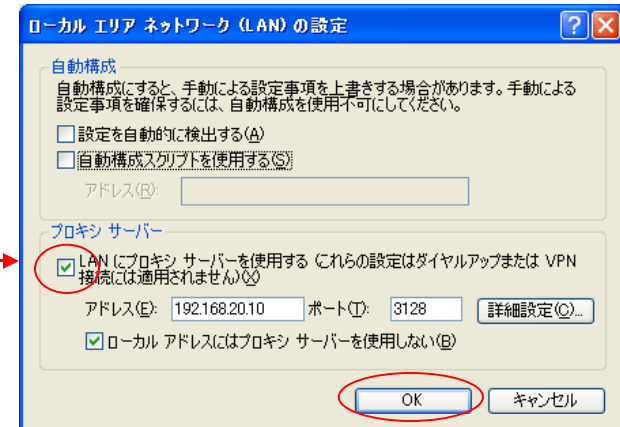 ローカル エリア ネットワーク (LAN) の設定
自動構成
自動構成にすると、手動による設定事項を上書きする場合があります。手動による
設定事項を確保するには、自動構成を使用不可にしてください。
設定を自動的に検出する(A)
自動構成スクリプトを使用する(S)
アドレス(R):
プロキシ サーバー
LAN にプロキシ サーバーを使用する (これらの設定はダイヤルアップまたは VPN
接続には適用されません)(X)
アドレス(E): 192.168.20.10 ポート(T): 3128 詳細設定(C)...
ローカル アドレスにはプロキシ サーバーを使用しない(B)
OK キャンセル